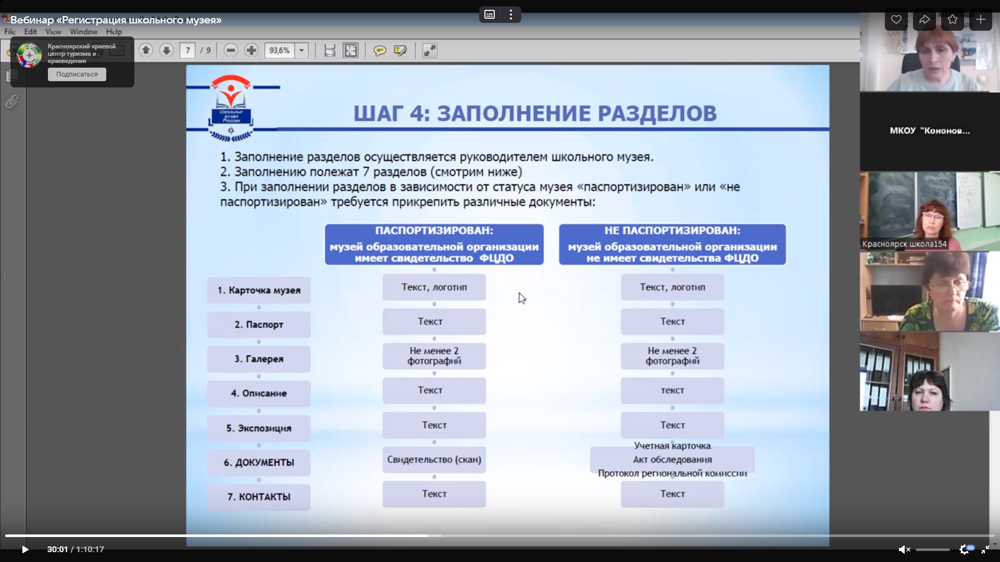 Вебинар «Регистрация школьного музея»
File Edit View Window Help
Красноярский краевой
центр туризма и
краеведения
Подписаться
7 / 9
93,6%
Школьные
музеи
России
ШАГ 4: ЗАПОЛНЕНИЕ РАЗДЕЛОВ
1. Заполнение разделов осуществляется руководителем школьного музея.
2. Заполнению полежат 7 разделов (смотрим ниже)
3. При заполнении разделов в зависимости от статуса музея «паспортизирован» или «не
паспортизирован» требуется прикрепить различные документы:
ПАСПОРТИЗИРОВАН:
музей образовательной организации
имеет свидетельство ФЦДО
НЕ ПАСПОРТИЗИРОВАН:
музей образовательной организации
не имеет свидетельства ФЦДО
1. Карточка музея
Текст, логотип
Текст, логотип
2. Паспорт
Текст
Текст
3. Галерея
Не менее 2
фотографий
Не менее 2
фотографий
4. Описание
Текст
текст
5. Экспозиция
Текст
Текст
6. ДОКУМЕНТЫ
Свидетельство (скан)
Учетная карточка
Акт обследования
Протокол региональной комиссии
7. КОНТАКТЫ
Текст
Текст
МКОУ "Кононов...
Красноярск школа154
30:01 / 1:10:17
HD